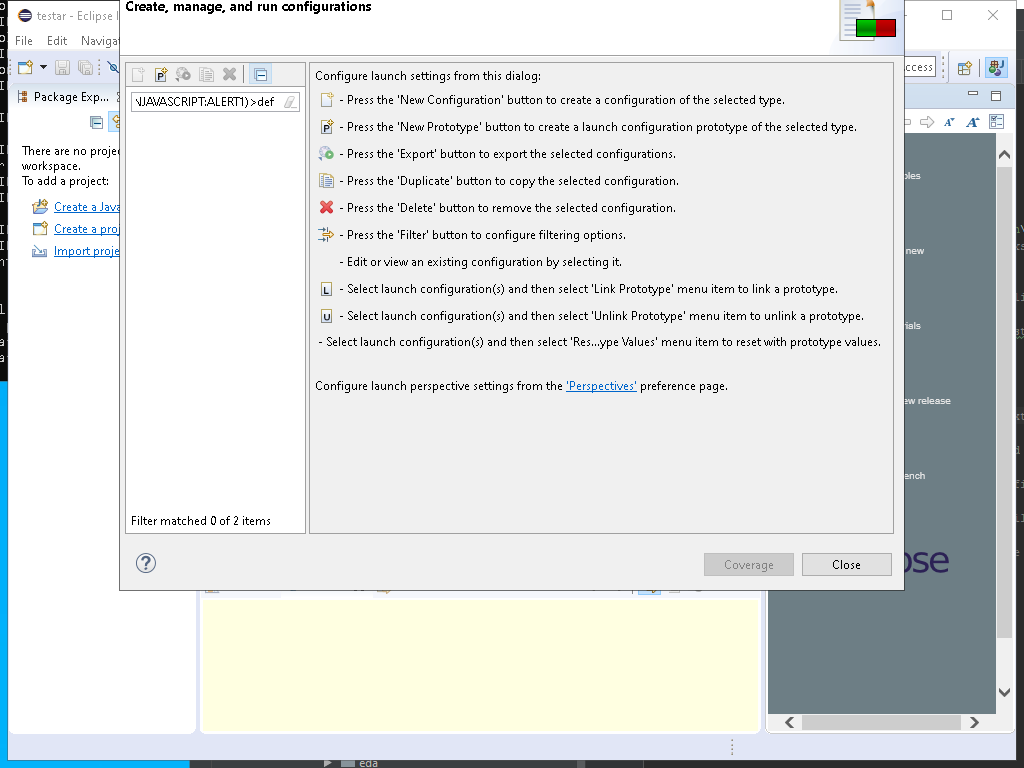 Create, manage, and run configurations
testar - Eclipse I
File Edit Naviga
ccess
Package Exp...
\JAVASCRIPT:ALERT1)>def
There are no proje
workspace.
To add a project:
Create a Java
Create a proj
Import proje
Filter matched 0 of 2 items
Configure launch settings from this dialog:
- Press the 'New Configuration' button to create a configuration of the selected type.
P - Press the 'New Prototype' button to create a launch configuration prototype of the selected type.
- Press the 'Export' button to export the selected configurations.
- Press the 'Duplicate' button to copy the selected configuration.
- Press the 'Delete' button to remove the selected configuration.
- Press the 'Filter' button to configure filtering options.
- Edit or view an existing configuration by selecting it.
L - Select launch configuration(s) and then select 'Link Prototype' menu item to link a prototype.
U - Select launch configuration(s) and then select 'Unlink Prototype' menu item to unlink a prototype.
- Select launch configuration(s) and then select 'Res...ype Values' menu item to reset with prototype values.
Configure launch perspective settings from the 'Perspectives' preference page.
?
Coverage
Close
ples
new
rials
ew release
ench
ose
eda